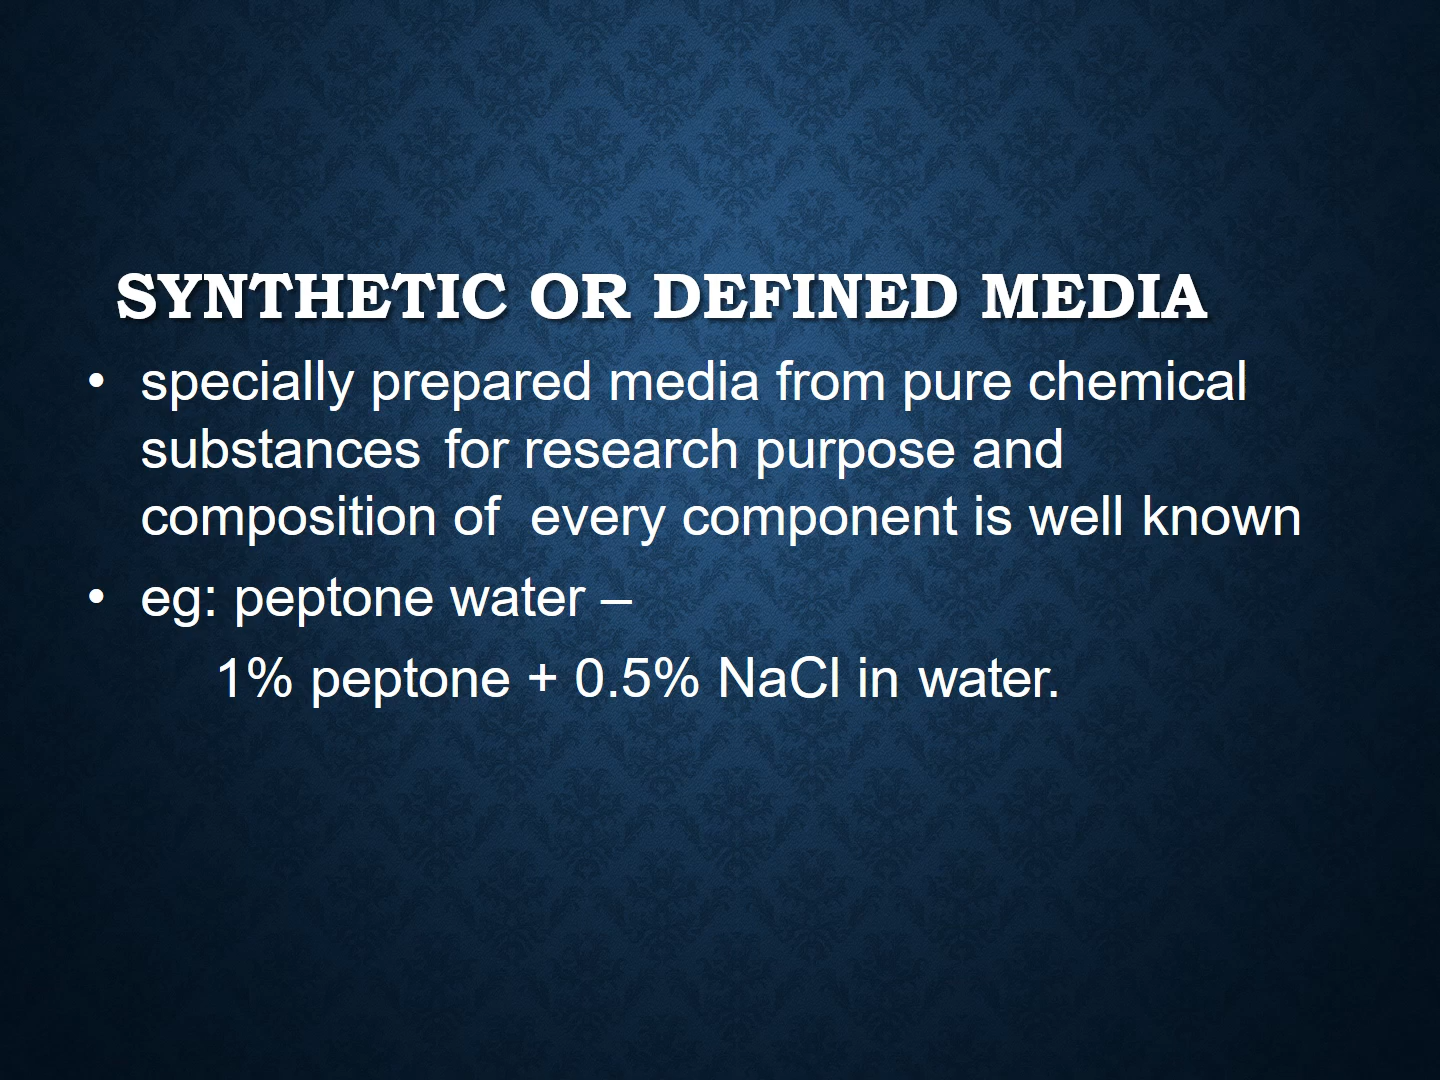 SYNTHETIC OR DEFINED MEDIA
• specially prepared media from pure chemical
substances for research purpose and
composition of every component is well known
• eg: peptone water –
1% peptone + 0.5% NaCl in water.